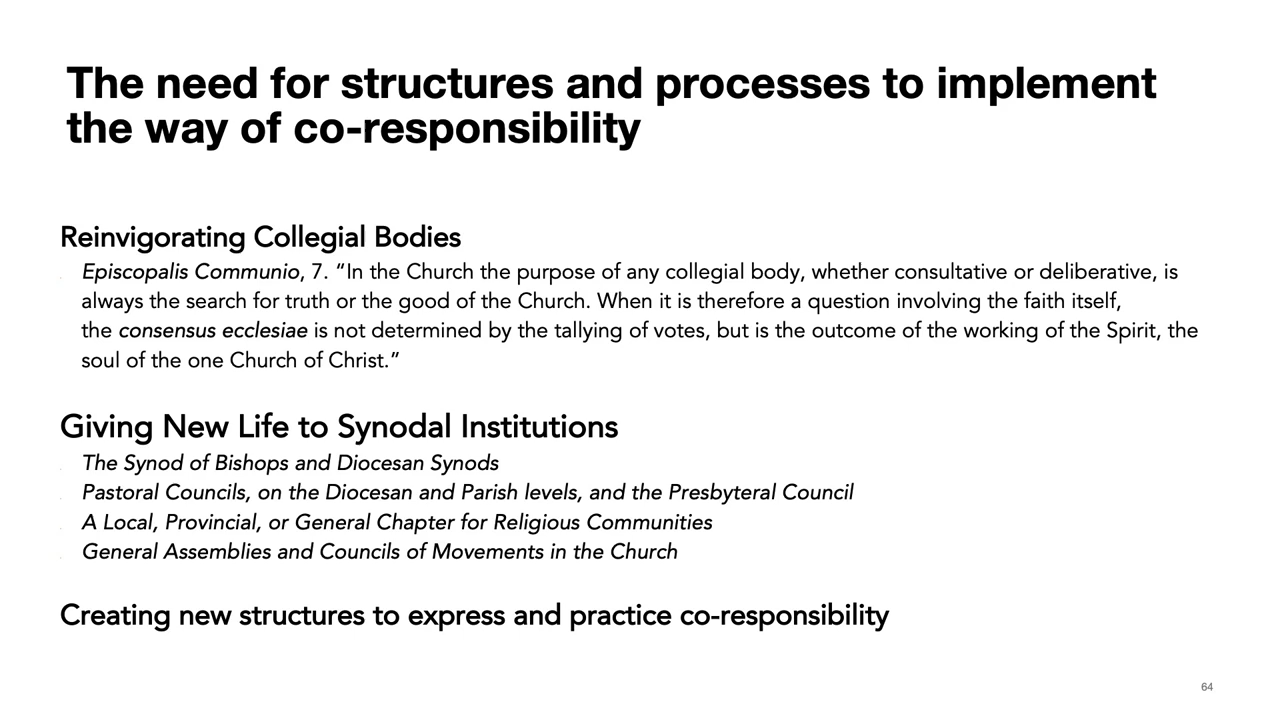 The need for structures and processes to implement
the way of co-responsibility
Reinvigorating Collegial Bodies
Episcopalis Communio, 7. “In the Church the purpose of any collegial body, whether consultative or deliberative, is
always the search for truth or the good of the Church. When it is therefore a question involving the faith itself,
the consensus ecclesiae is not determined by the tallying of votes, but is the outcome of the working of the Spirit, the
soul of the one Church of Christ.”
Giving New Life to Synodal Institutions
The Synod of Bishops and Diocesan Synods
Pastoral Councils, on the Diocesan and Parish levels, and the Presbyteral Council
A Local, Provincial, or General Chapter for Religious Communities
General Assemblies and Councils of Movements in the Church
Creating new structures to express and practice co-responsibility
64